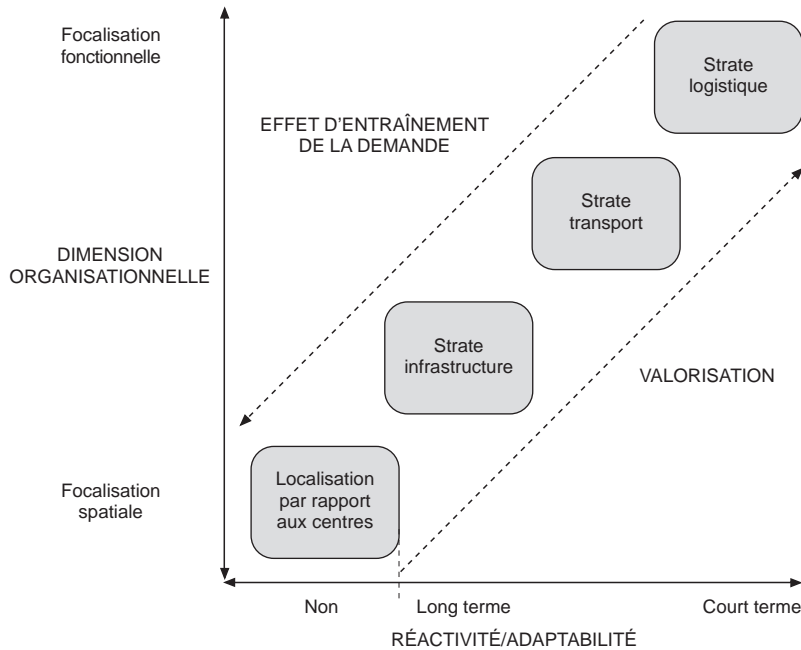 Focalisation
fonctionnelle
Strate
logistique
EFFET D'ENTRAÎNEMENT
DE LA DEMANDE
Strate
transport
DIMENSION
ORGANISATIONNELLE
Strate
infrastructure
VALORISATION
Focalisation
spatiale
Localisation
par rapport
aux centres
Non
Long terme
Court terme
RÉACTIVITÉ/ADAPTABILITÉ